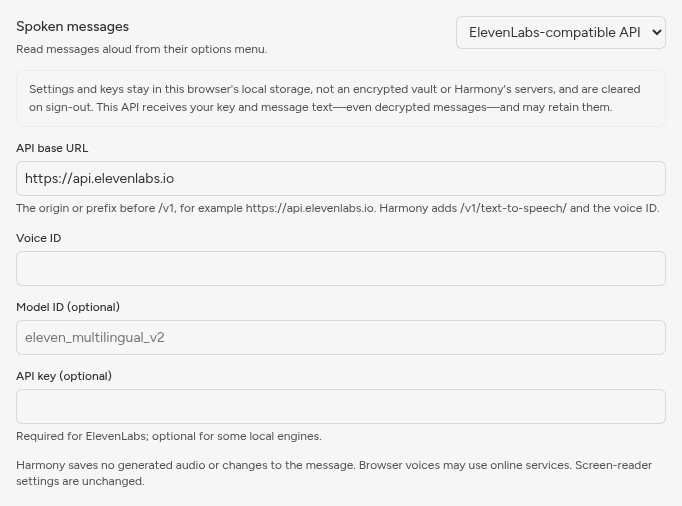 Spoken messages
ElevenLabs-compatible API
Read messages aloud from their options menu.
Settings and keys stay in this browser's local storage, not an encrypted vault or Harmony's servers, and are cleared
on sign-out. This API receives your key and message text—even decrypted messages—and may retain them.
API base URL
https://api.elevenlabs.io
The origin or prefix before /v1, for example https://api.elevenlabs.io. Harmony adds /v1/text-to-speech/ and the voice ID.
Voice ID
Model ID (optional)
eleven_multilingual_v2
API key (optional)
Required for ElevenLabs; optional for some local engines.
Harmony saves no generated audio or changes to the message. Browser voices may use online services. Screen-reader
settings are unchanged.